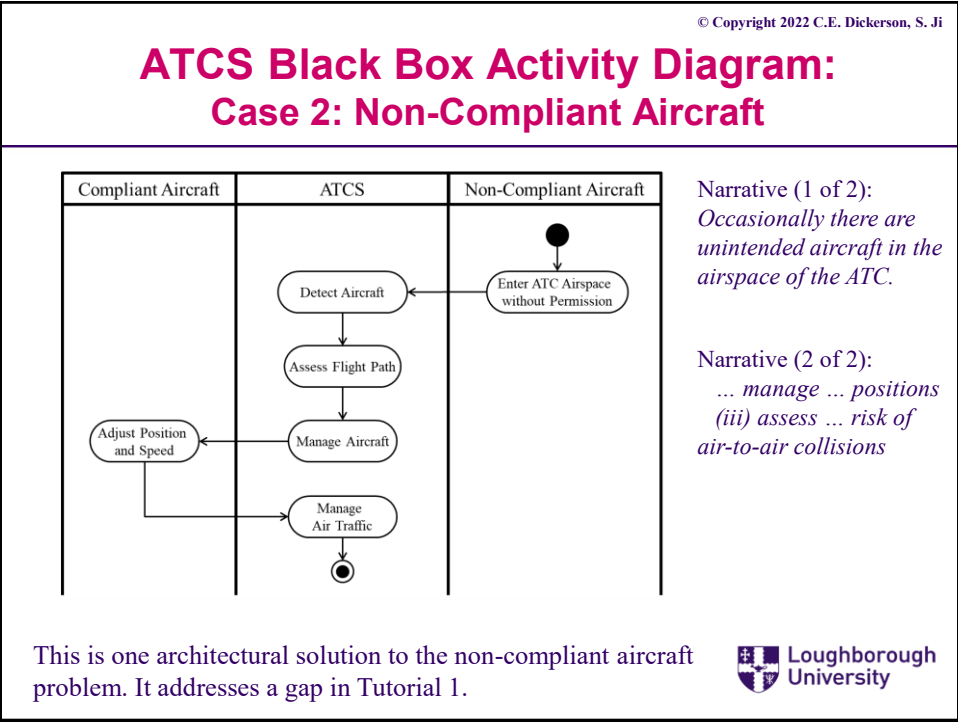 © Copyright 2022 C.E. Dickerson, S. Ji
ATCS Black Box Activity Diagram:
Case 2: Non-Compliant Aircraft
Compliant Aircraft
ATCS
Non-Compliant Aircraft
Enter ATC Airspace
without Permission
Detect Aircraft
Assess Flight Path
Manage Aircraft
Adjust Position
and Speed
Manage
Air Traffic
Narrative (1 of 2):
Occasionally there are
unintended aircraft in the
airspace of the ATC.
Narrative (2 of 2):
… manage … positions
(iii) assess … risk of
air-to-air collisions
This is one architectural solution to the non-compliant aircraft
problem. It addresses a gap in Tutorial 1.
Loughborough
University